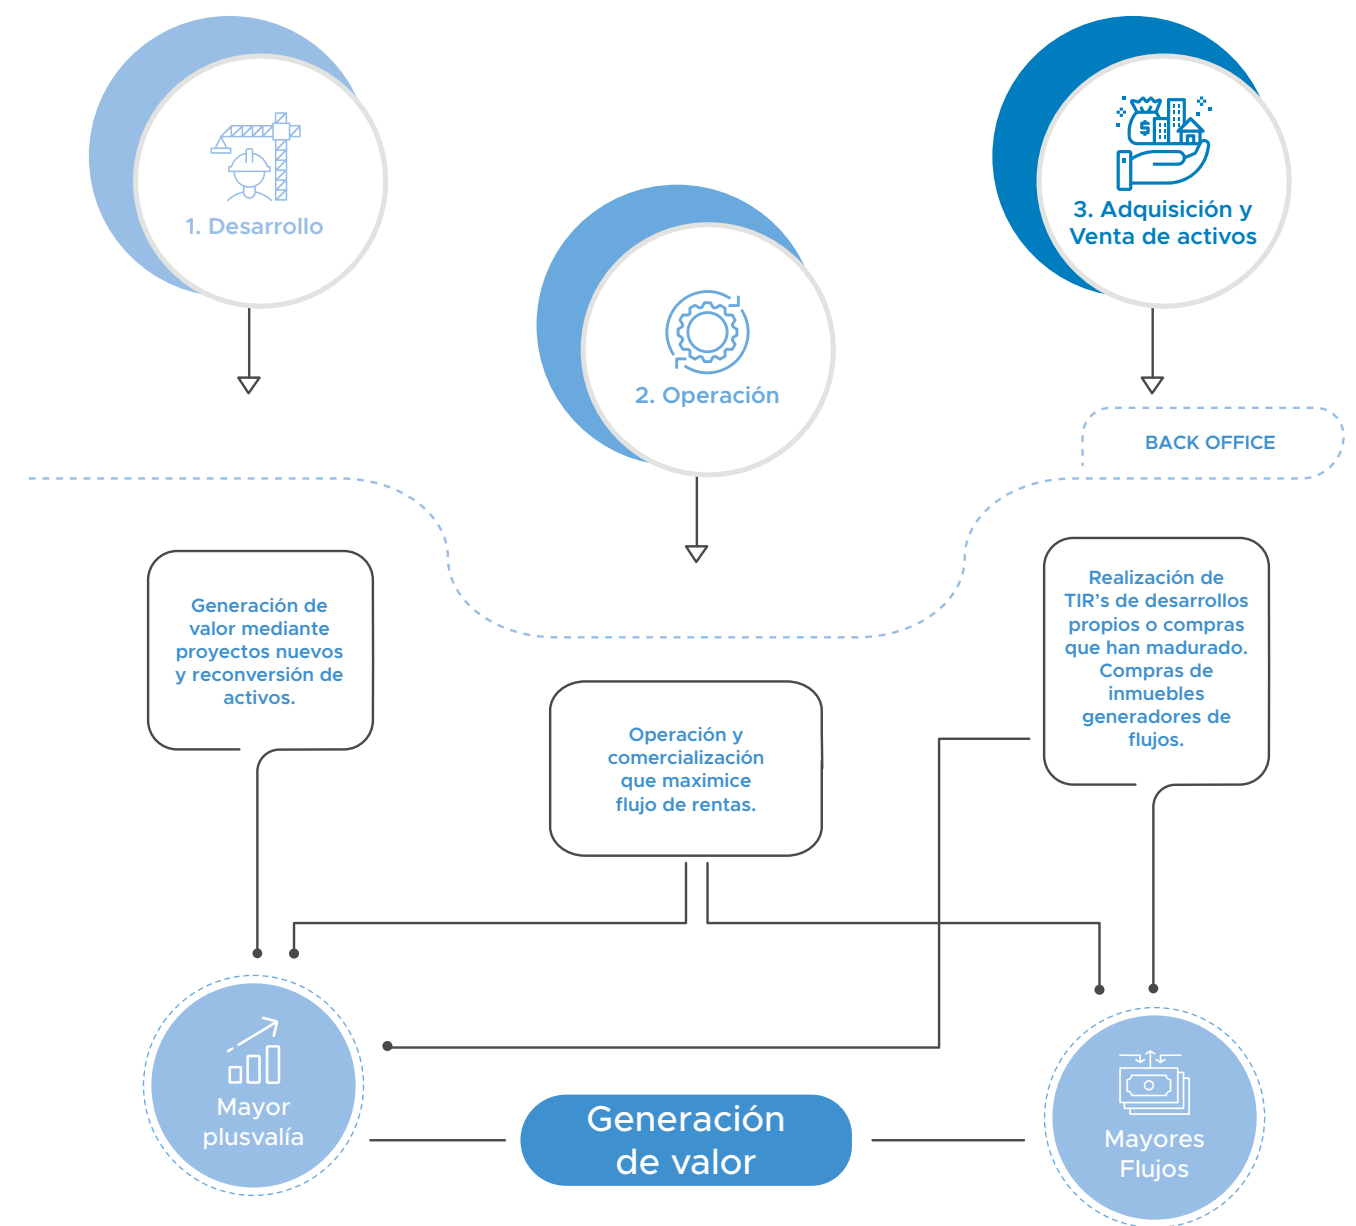 1. Desarrollo
2. Operación
3. Adquisición y
Venta de activos
BACK OFFICE
Generación de
valor mediante
proyectos nuevos
y reconversión de
activos.
Operación y
comercialización
que maximice
flujo de rentas.
Realización de
TIR’s de desarrollos
propios o compras
que han madurado.
Compras de
inmuebles
generadores de
flujos.
Mayor
plusvalía
Generación
de valor
Mayores
Flujos